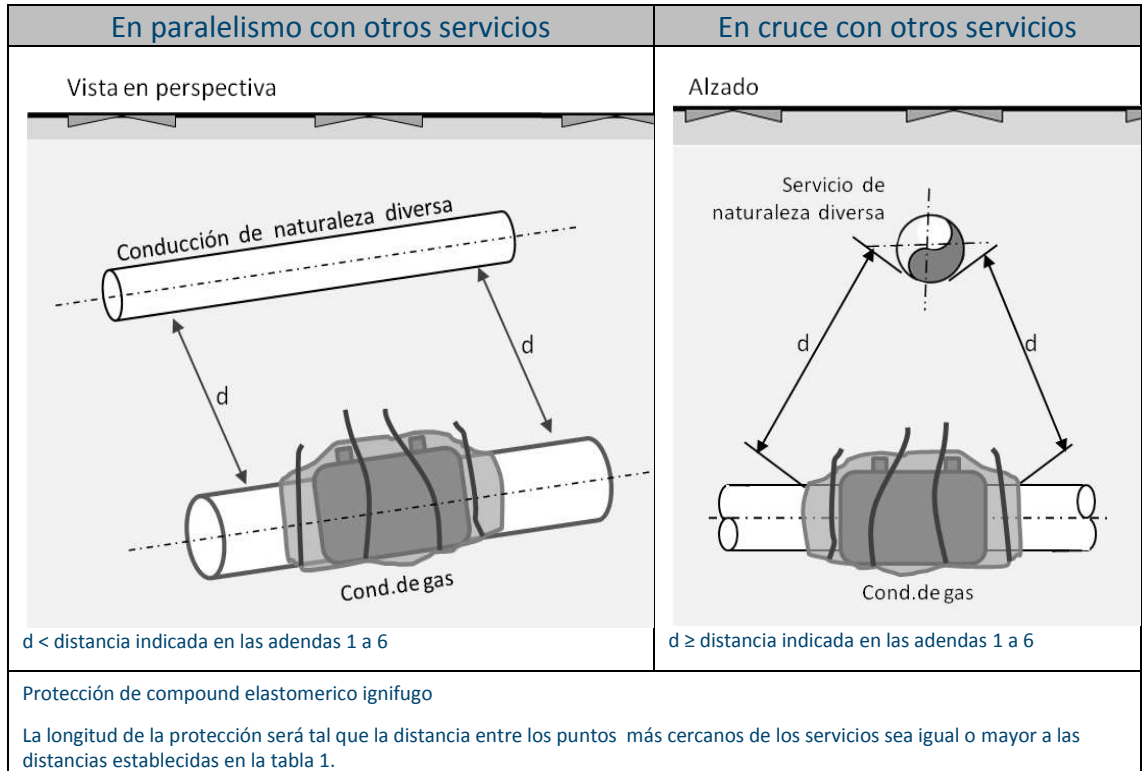 En paralelismo con otros servicios
En cruce con otros servicios
Vista en perspectiva
Conducción de naturaleza diversa
d
d
Cond.de gas
d < distancia indicada en las adendas 1 a 6
Alzado
Servicio de
naturaleza diversa
d
d
Cond.de gas
d ≥ distancia indicada en las adendas 1 a 6
Protección de compound elastomerico ignifugo
La longitud de la protección será tal que la distancia entre los puntos más cercanos de los servicios sea igual o mayor a las
distancias establecidas en la tabla 1.